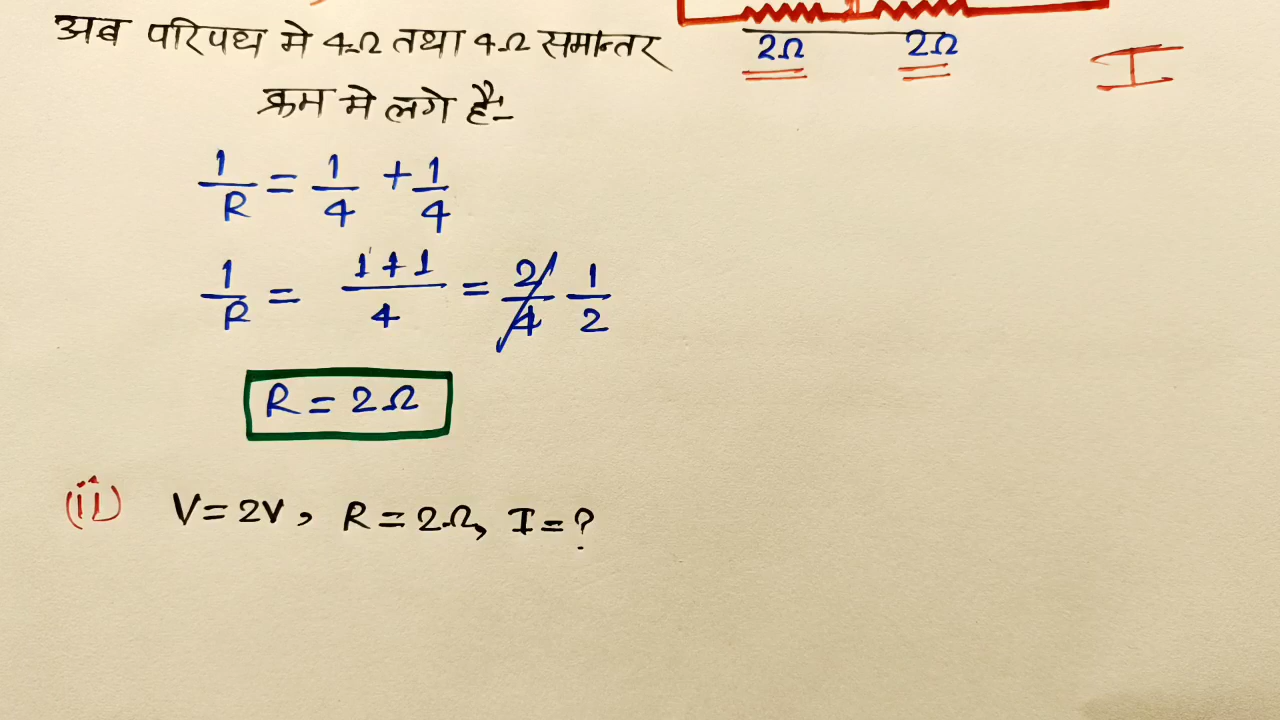 अब परिपथ मे 4Ω तथा 4Ω समान्तर
क्रम मे लगे है:-
2Ω 2Ω
I
1/R = 1/4 + 1/4
1/R = 1+1/4 = 2/4 1/2
R = 2Ω
(ii) V=2V, R=2Ω, I=?